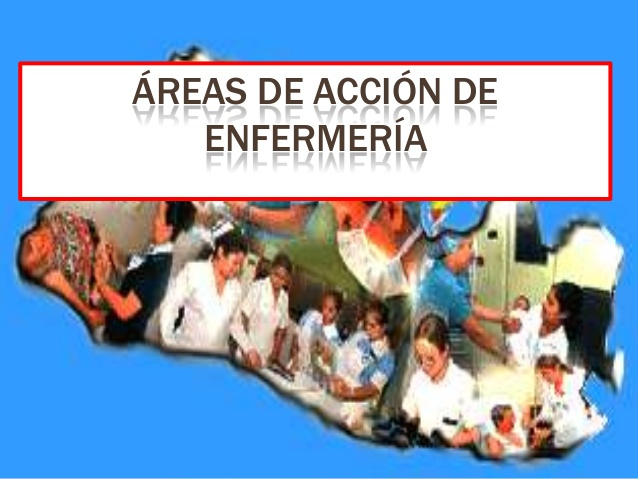 ÁREAS DE ACCIÓN DE
ENFERMERÍA